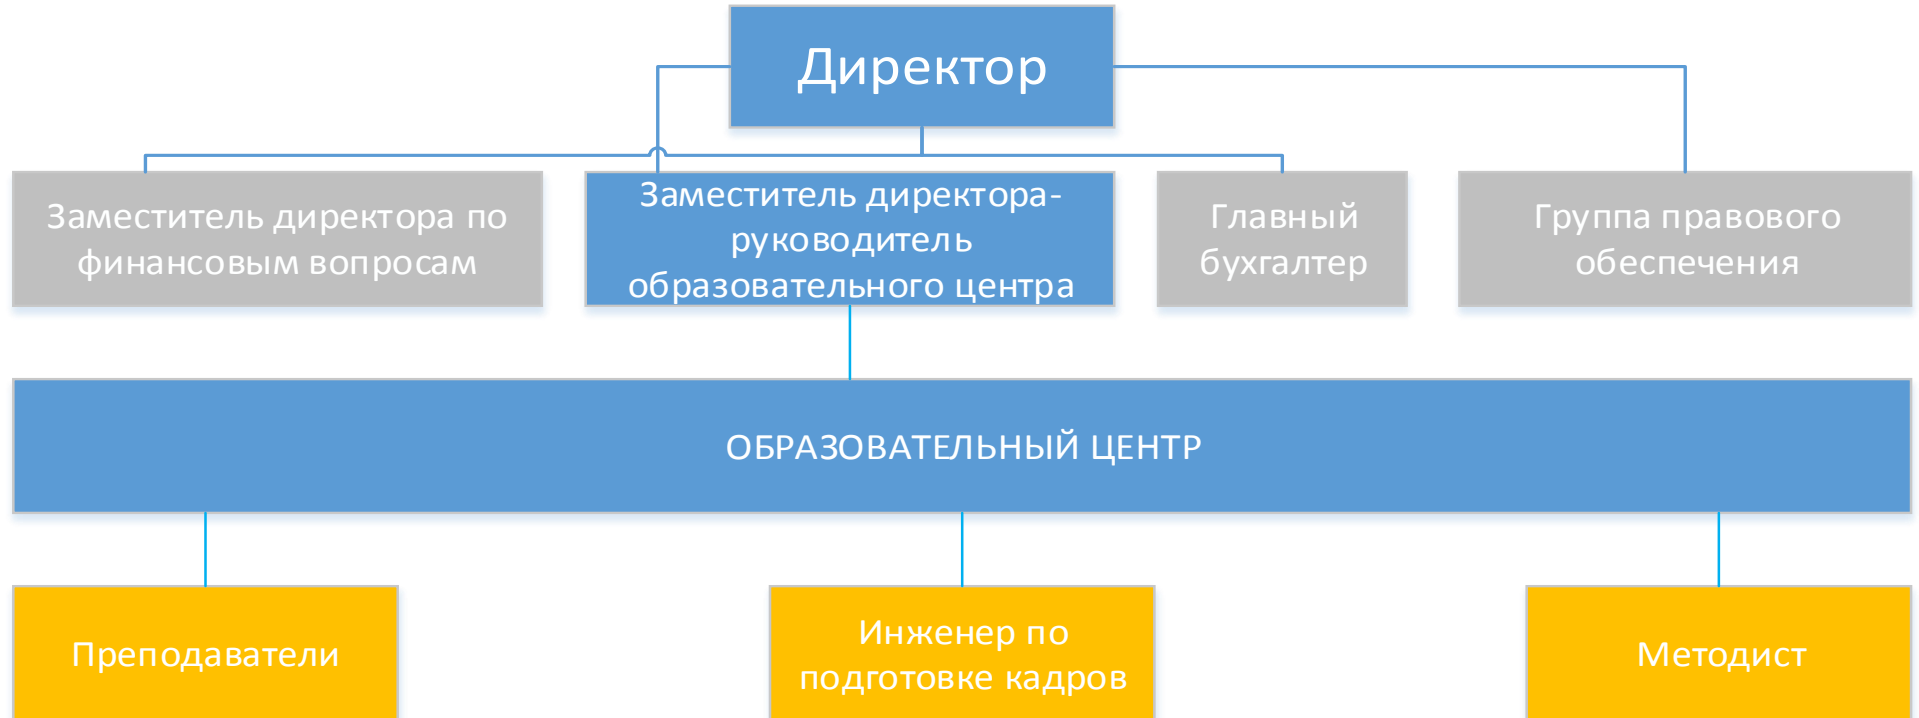 Директор
Заместитель директора по
финансовым вопросам
Заместитель директора-
руководитель
образовательного центра
Главный
бухгалтер
Группа правового
обеспечения
ОБРАЗОВАТЕЛЬНЫЙ ЦЕНТР
Преподаватели
Инженер по
подготовке кадров
Методист